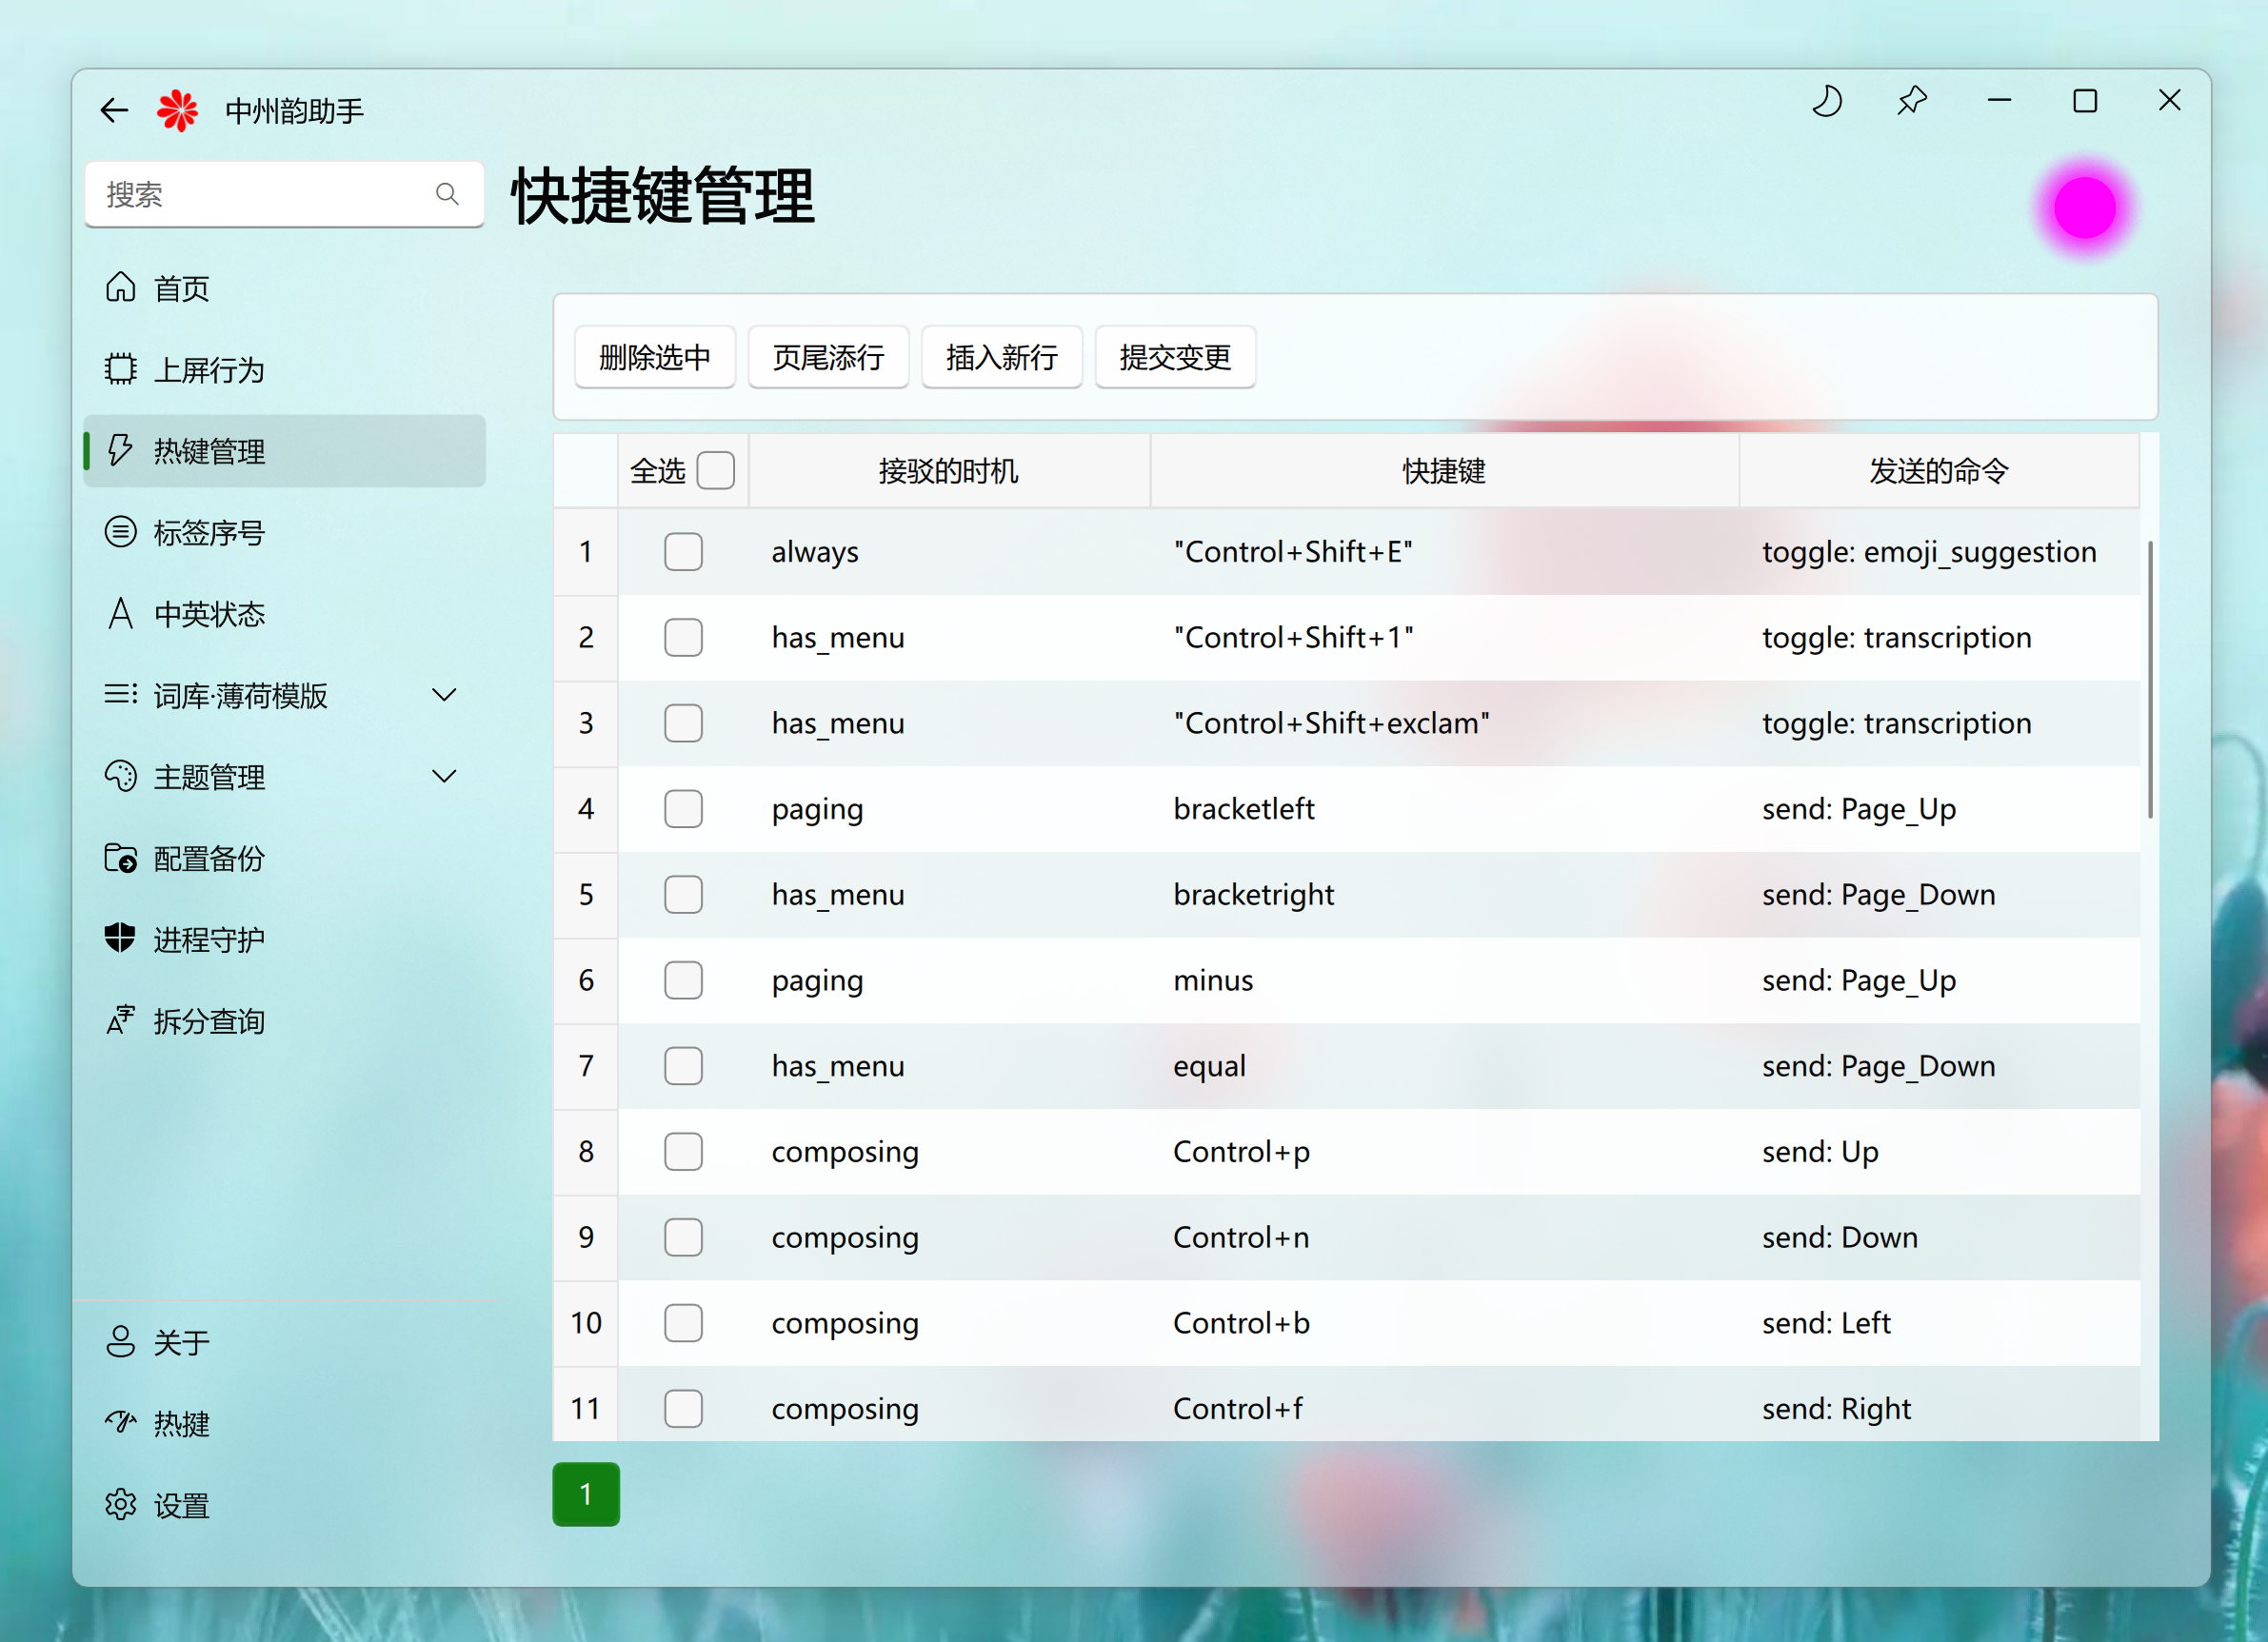 中州韵助手
搜索
快捷键管理
首页
上屏行为
热键管理
标签序号
中英状态
词库·薄荷模版
主题管理
配置备份
进程守护
拆分查询
关于
热揵
设置
删除选中 页尾添行 插入新行 提交变更
全选 接驳的时机 快捷键 发送的命令
1 always "Control+Shift+E" toggle: emoji_suggestion
2 has_menu "Control+Shift+1" toggle: transcription
3 has_menu "Control+Shift+exclam" toggle: transcription
4 paging bracketleft send: Page_Up
5 has_menu bracketright send: Page_Down
6 paging minus send: Page_Up
7 has_menu equal send: Page_Down
8 composing Control+p send: Up
9 composing Control+n send: Down
10 composing Control+b send: Left
11 composing Control+f send: Right
1